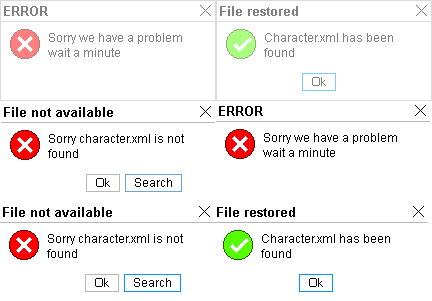 ERROR
Sorry we have a problem
wait a minute
File restored
Character.xml has been
found
Ok
File not available
Sorry character.xml is not
found
Ok Search
ERROR
Sorry we have a problem
wait a minute
File not available
Sorry character.xml is not
found
Ok Search
File restored
Character.xml has been
found
Ok